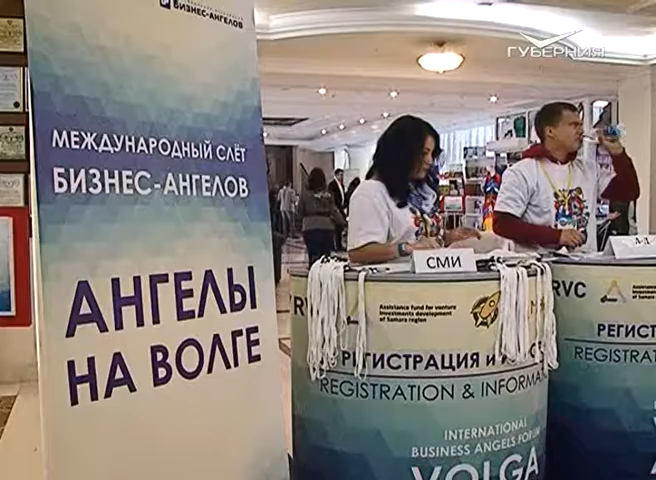 БИЗНЕС-АНГЕЛОВ
ГУБЕРНИЯ
МЕЖДУНАРОДНЫЙ СЛЁТ
БИЗНЕС-АНГЕЛОВ
АНГЕЛЫ
НА ВОЛГЕ
СМИ
Assistance fund for venture
investments development
of Samara region
РЕГИСТРАЦИЯ И
REGISTRATION & INFORMA
INTERNATIONAL
BUSINESS ANGELS FORUM
VOLGA
RVC
РЕГИСТ
REGISTRA